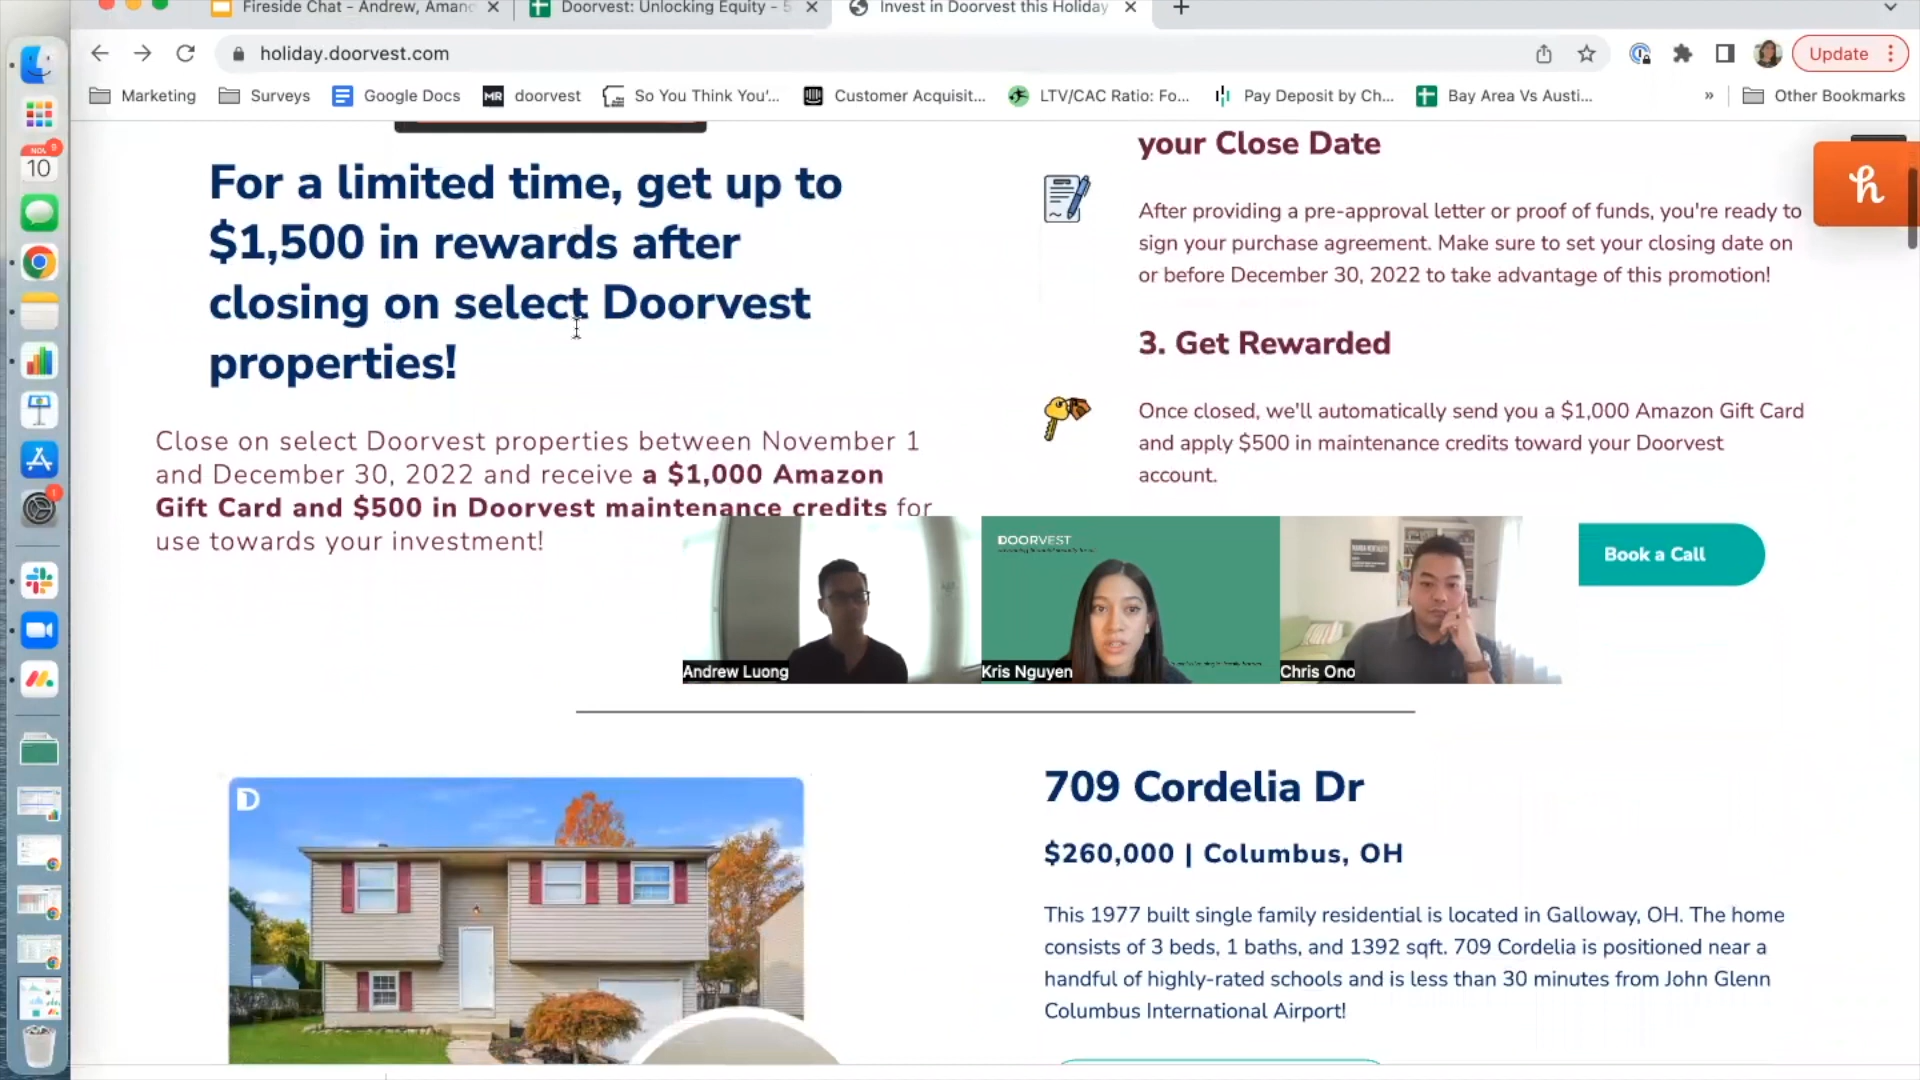 Fireside Chat - Andrew, Aman
Doorvest: Unlocking Equity - 5
Invest in Doorvest this Holiday
holiday.doorvest.com
Update
Marketing
Surveys
Google Docs
MR doorvest
So You Think You'...
Customer Acquisit...
LTV/CAC Ratio: Fo...
Pay Deposit by Ch...
Bay Area Vs Austi...
»
Other Bookmarks
NOV
9
10
1
For a limited time, get up to
$1,500 in rewards after
closing on select Doorvest
properties!
Close on select Doorvest properties between November 1
and December 30, 2022 and receive a $1,000 Amazon
Gift Card and $500 in Doorvest maintenance credits for
use towards your investment!
your Close Date
After providing a pre-approval letter or proof of funds, you're ready to
sign your purchase agreement. Make sure to set your closing date on
or before December 30, 2022 to take advantage of this promotion!
3. Get Rewarded
Once closed, we'll automatically send you a $1,000 Amazon Gift Card
and apply $500 in maintenance credits toward your Doorvest
account.
h
Book a Call
DOORVEST
Andrew Luong
Kris Nguyen
Chris Ono
D
709 Cordelia Dr
$260,000 | Columbus, OH
This 1977 built single family residential is located in Galloway, OH. The home
consists of 3 beds, 1 baths, and 1392 sqft. 709 Cordelia is positioned near a
handful of highly-rated schools and is less than 30 minutes from John Glenn
Columbus International Airport!